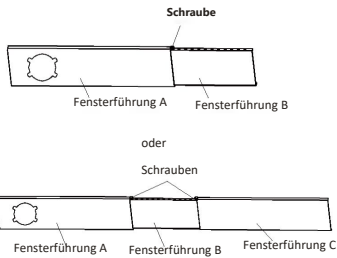 Schraube
Fensterführung A
Fensterführung B
oder
Schrauben
Fensterführung A
Fensterführung B
Fensterführung C